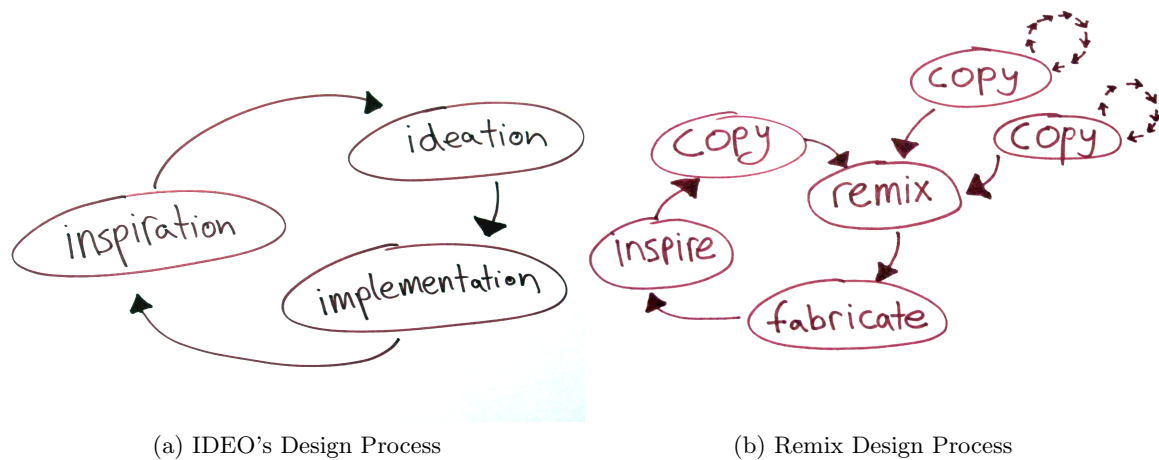 ideation
inspiration
implementation
copy
copy
copy
remix
inspire
fabricate
(a) IDEO's Design Process
(b) Remix Design Process